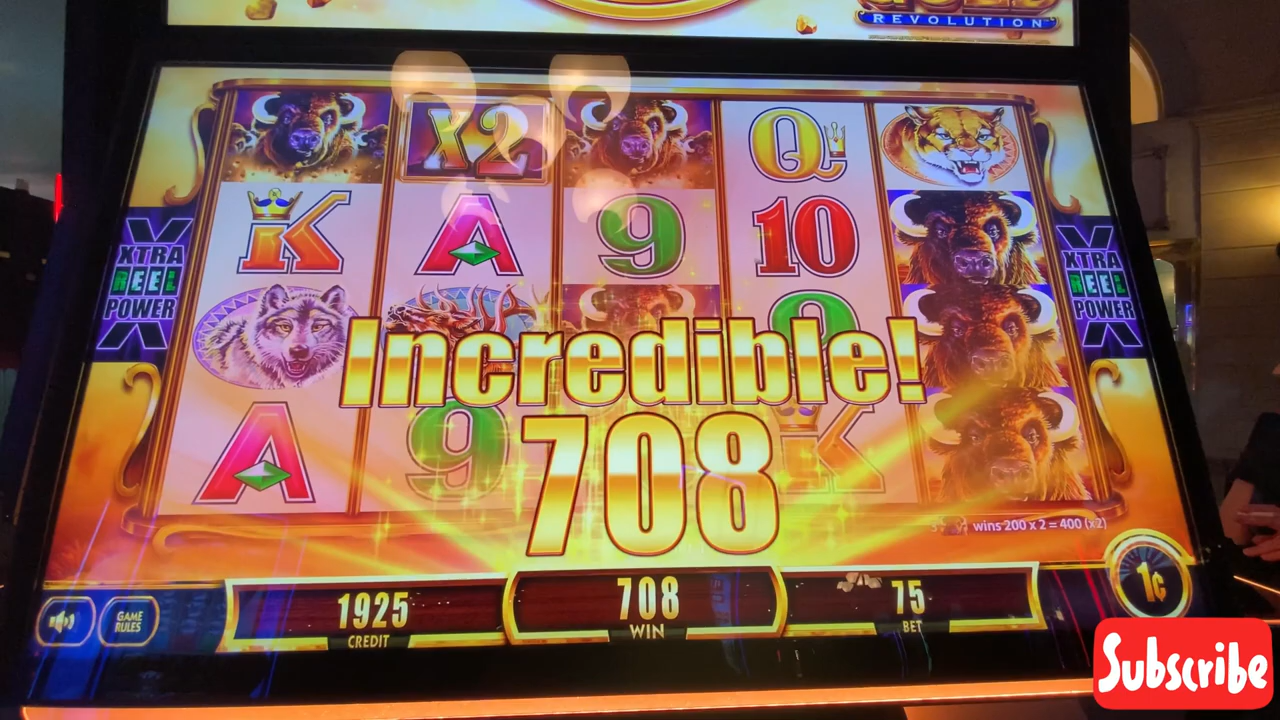 REVOLUTION
X2
Q
K
A
9
10
XTRA
REEL
POWER
XTRA
REEL
POWER
Incredible!
A
9
708
K
wins 200 x 2 = 400 (x2)
GAME
RULES
1925
CREDIT
708
WIN
75
BET
1¢
Subscribe